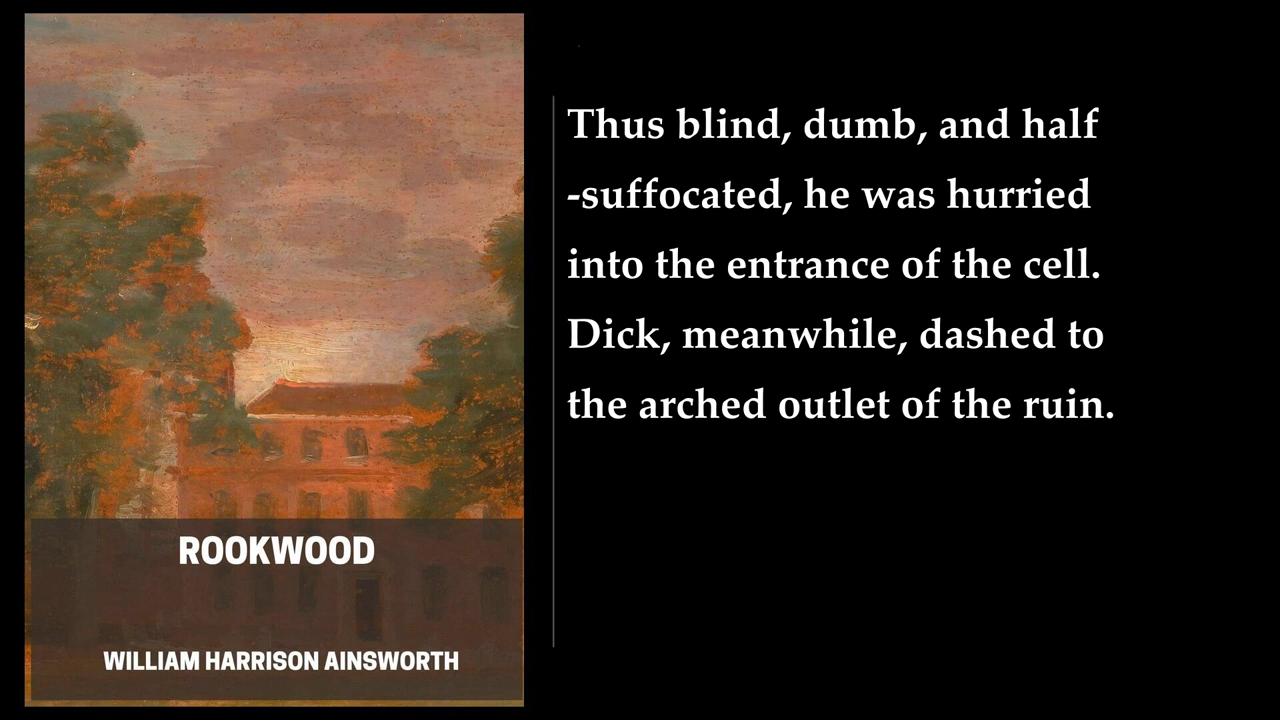 ROOKWOOD
WILLIAM HARRISON AINSWORTH
Thus blind, dumb, and half
-suffocated, he was hurried
into the entrance of the cell.
Dick, meanwhile, dashed to
the arched outlet of the ruin.